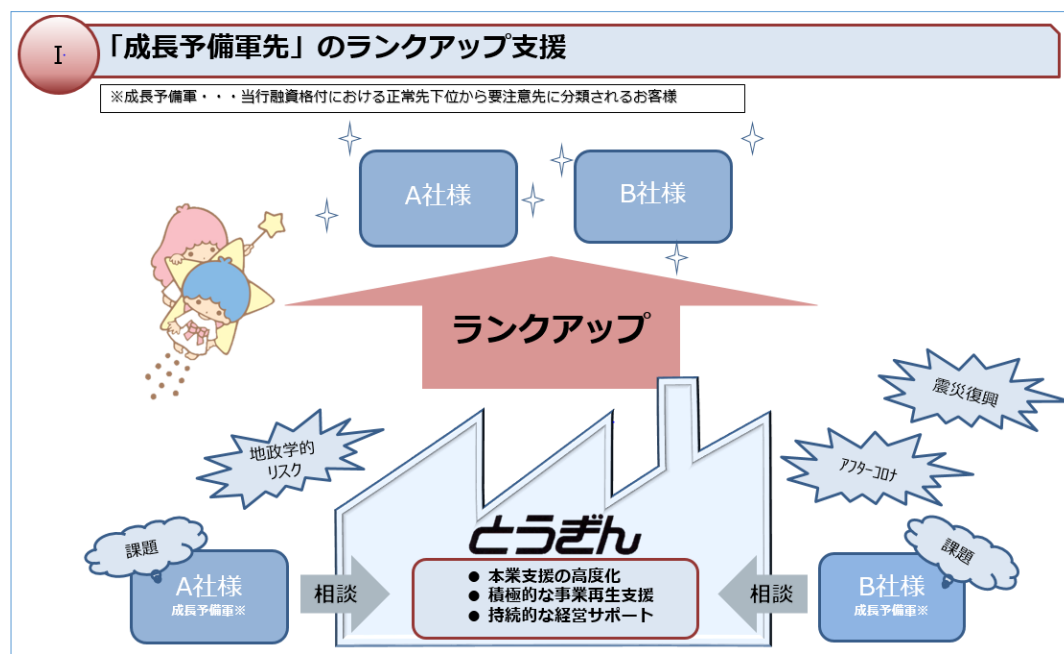 I
「成長予備軍先」のランクアップ支援
※成長予備軍・・・当行融資格付における正常先下位から要注意先に分類されるお客様
A社様
B社様
ランクアップ
震災復興
地政学的
リスク
アフターコロナ
とうぎん
課題
課題
● 本業支援の高度化
● 積極的な事業再生支援
● 持続的な経営サポート
A社様
成長予備軍※
相談
相談
B社様
成長予備軍※